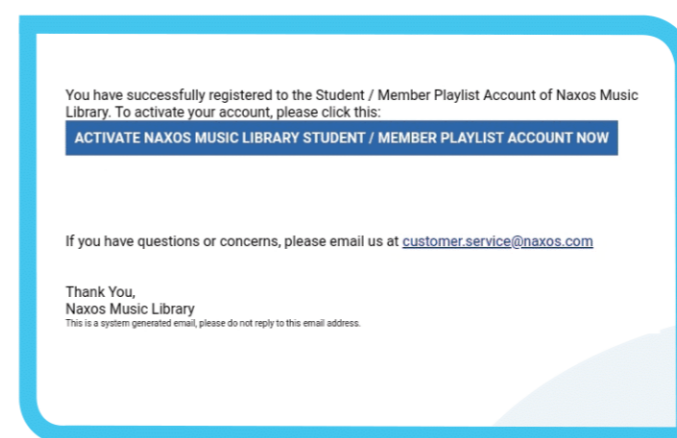 You have successfully registered to the Student / Member Playlist Account of Naxos Music
Library. To activate your account, please click this:
ACTIVATE NAXOS MUSIC LIBRARY STUDENT / MEMBER PLAYLIST ACCOUNT NOW
If you have questions or concerns, please email us at customer.service@naxos.com
Thank You,
Naxos Music Library
This is a system generated email, please do not reply to this email address.